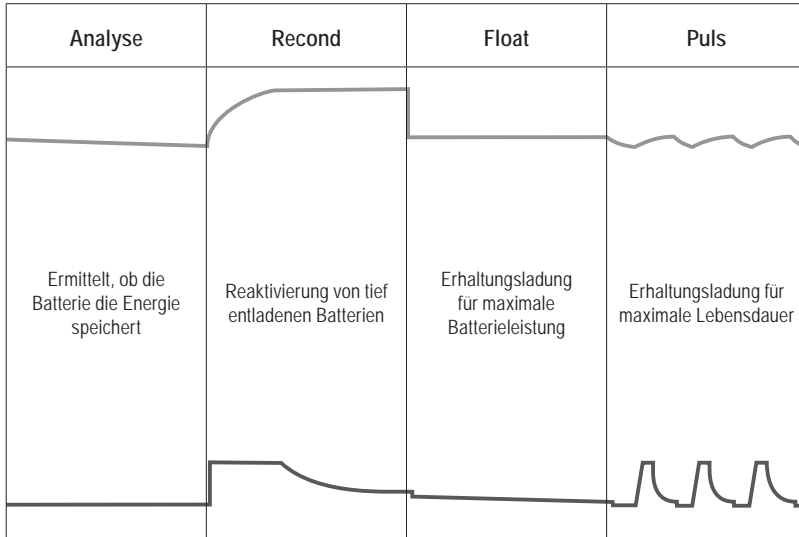 Analyse
Recond
Float
Puls
Ermittelt, ob die
Batterie die Energie
speichert
Reaktivierung von tief
entladenen Batterien
Erhaltungsladung
für maximale
Batterieleistung
Erhaltungsladung für
maximale Lebensdauer